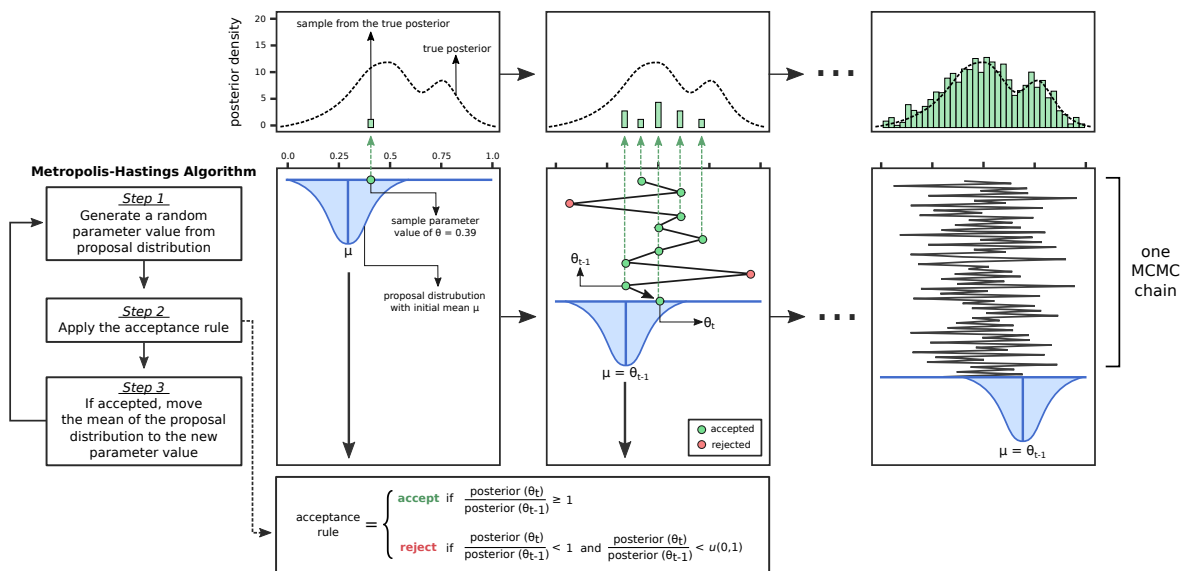 posterior density
20
15
10
5
0
sample from the true posterior
true posterior
0.0
0.25
0.5
0.75
1.0
Metropolis-Hastings Algorithm
Step 1
Generate a random
parameter value from
proposal distribution
Step 2
Apply the acceptance rule
Step 3
If accepted, move
the mean of the proposal
distribution to the new
parameter value
sample parameter
value of θ = 0.39
μ
proposal distrubution
with initial mean μ
θt-1
θt
μ = θt-1
accepted
rejected
one
MCMC
chain
μ = θt-1
acceptance
rule
=
accept if posterior (θt)
posterior (θt-1) ≥ 1
reject if posterior (θt)
posterior (θt-1) < 1 and posterior (θt)
posterior (θt-1) < u(0,1)